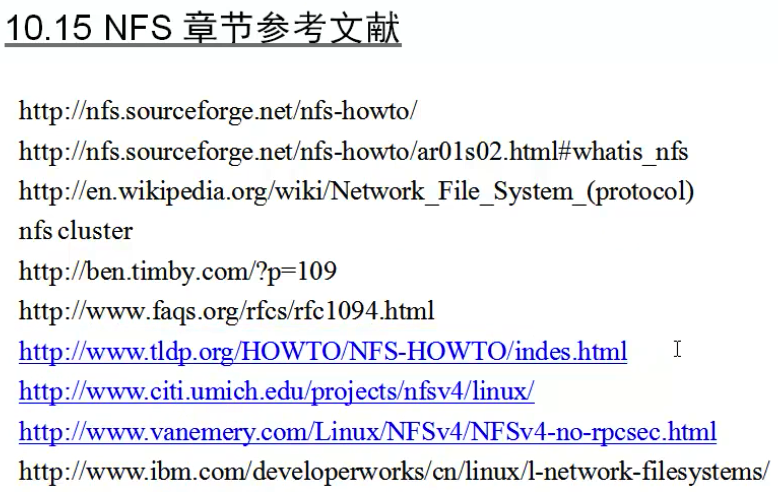 10.15 NFS 章节参考文献
http://nfs.sourceforge.net/nfs-howto/
http://nfs.sourceforge.net/nfs-howto/ar01s02.html#whatis_nfs
http://en.wikipedia.org/wiki/Network_File_System_(protocol)
nfs cluster
http://ben.timby.com/?p=109
http://www.faqs.org/rfcs/rfc1094.html
http://www.tldp.org/HOWTO/NFS-HOWTO/indes.html
http://www.citi.umich.edu/projects/nfsv4/linux/
http://www.vanemery.com/Linux/NFSv4/NFSv4-no-rpcsec.html
http://www.ibm.com/developerworks/cn/linux/l-network-filesystems/